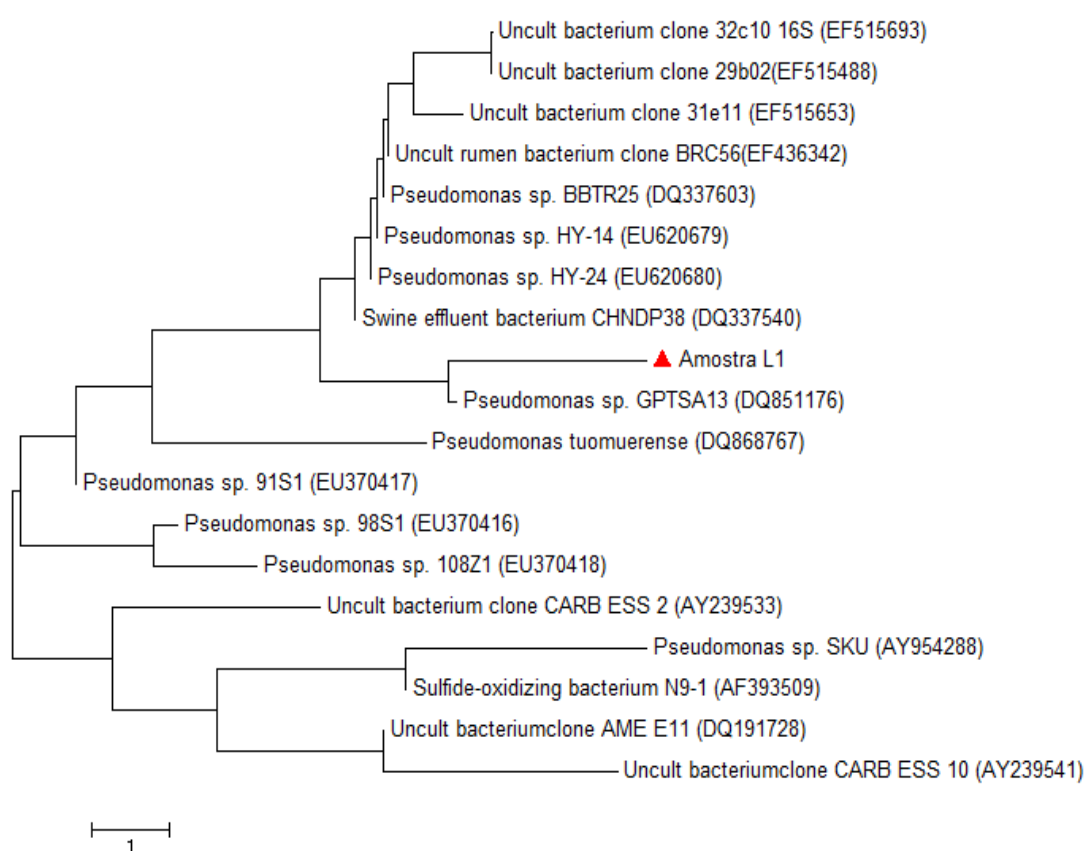 Uncult bacterium clone 32c10 16S (EF515693)
Uncult bacterium clone 29b02(EF515488)
Uncult bacterium clone 31e11 (EF515653)
Uncult rumen bacterium clone BRC56(EF436342)
Pseudomonas sp. BBTR25 (DQ337603)
Pseudomonas sp. HY-14 (EU620679)
Pseudomonas sp. HY-24 (EU620680)
Swine effluent bacterium CHNDP38 (DQ337540)
Amostra L1
Pseudomonas sp. GPTSA13 (DQ851176)
Pseudomonas tuomuerense (DQ868767)
Pseudomonas sp. 91S1 (EU370417)
Pseudomonas sp. 98S1 (EU370416)
Pseudomonas sp. 108Z1 (EU370418)
Uncult bacterium clone CARB ESS 2 (AY239533)
Pseudomonas sp. SKU (AY954288)
Sulfide-oxidizing bacterium N9-1 (AF393509)
Uncult bacteriumclone AME E11 (DQ191728)
Uncult bacteriumclone CARB ESS 10 (AY239541)
1